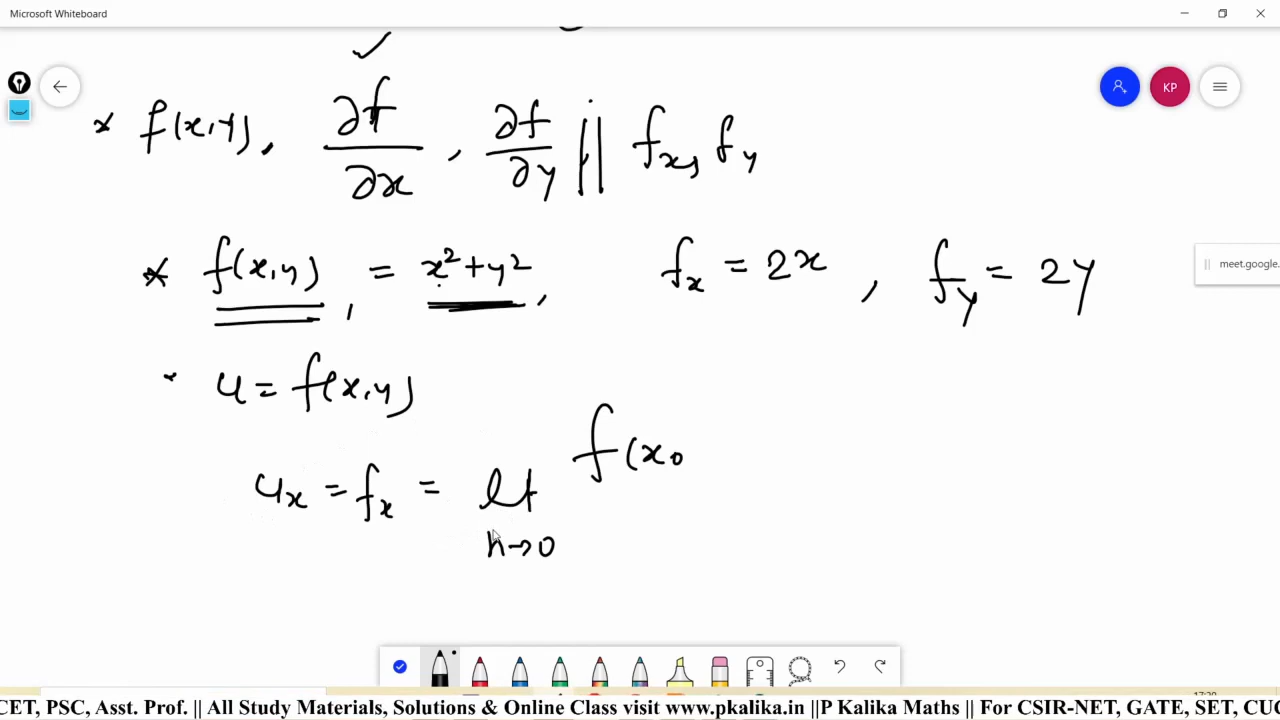 Microsoft Whiteboard
* f(x,y), ∂f/∂x, ∂f/∂y || fx, fy
KP
* f(x,y), = x²+y², fx = 2x, fy = 2y
meet.google.
• u = f(x,y)
ux = fx = lt h→0 f(x0
CET, PSC, Asst. Prof. || All Study Materials, Solutions & Online Class visit www.pkalika.in ||P Kalika Maths || For CSIR-NET, GATE, SET, CUC